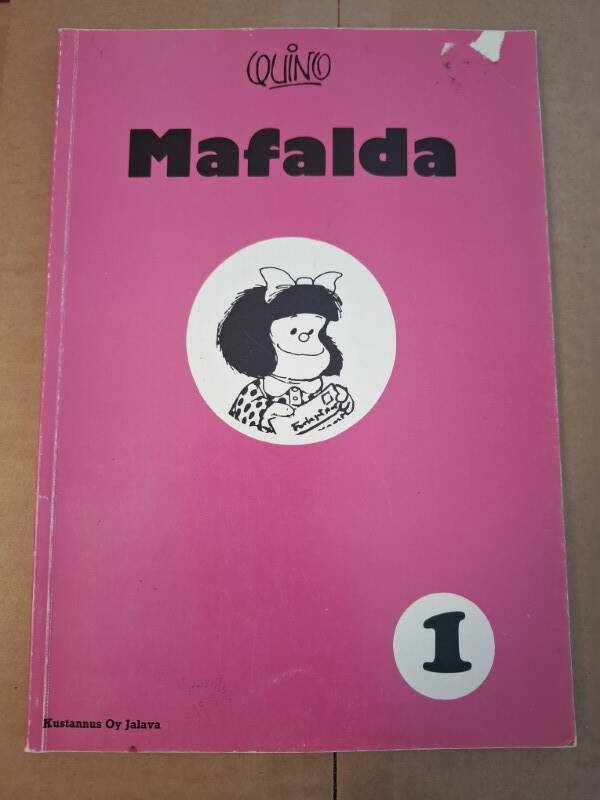 QUINO
Mafalda
1
Kustannus Oy Jalava